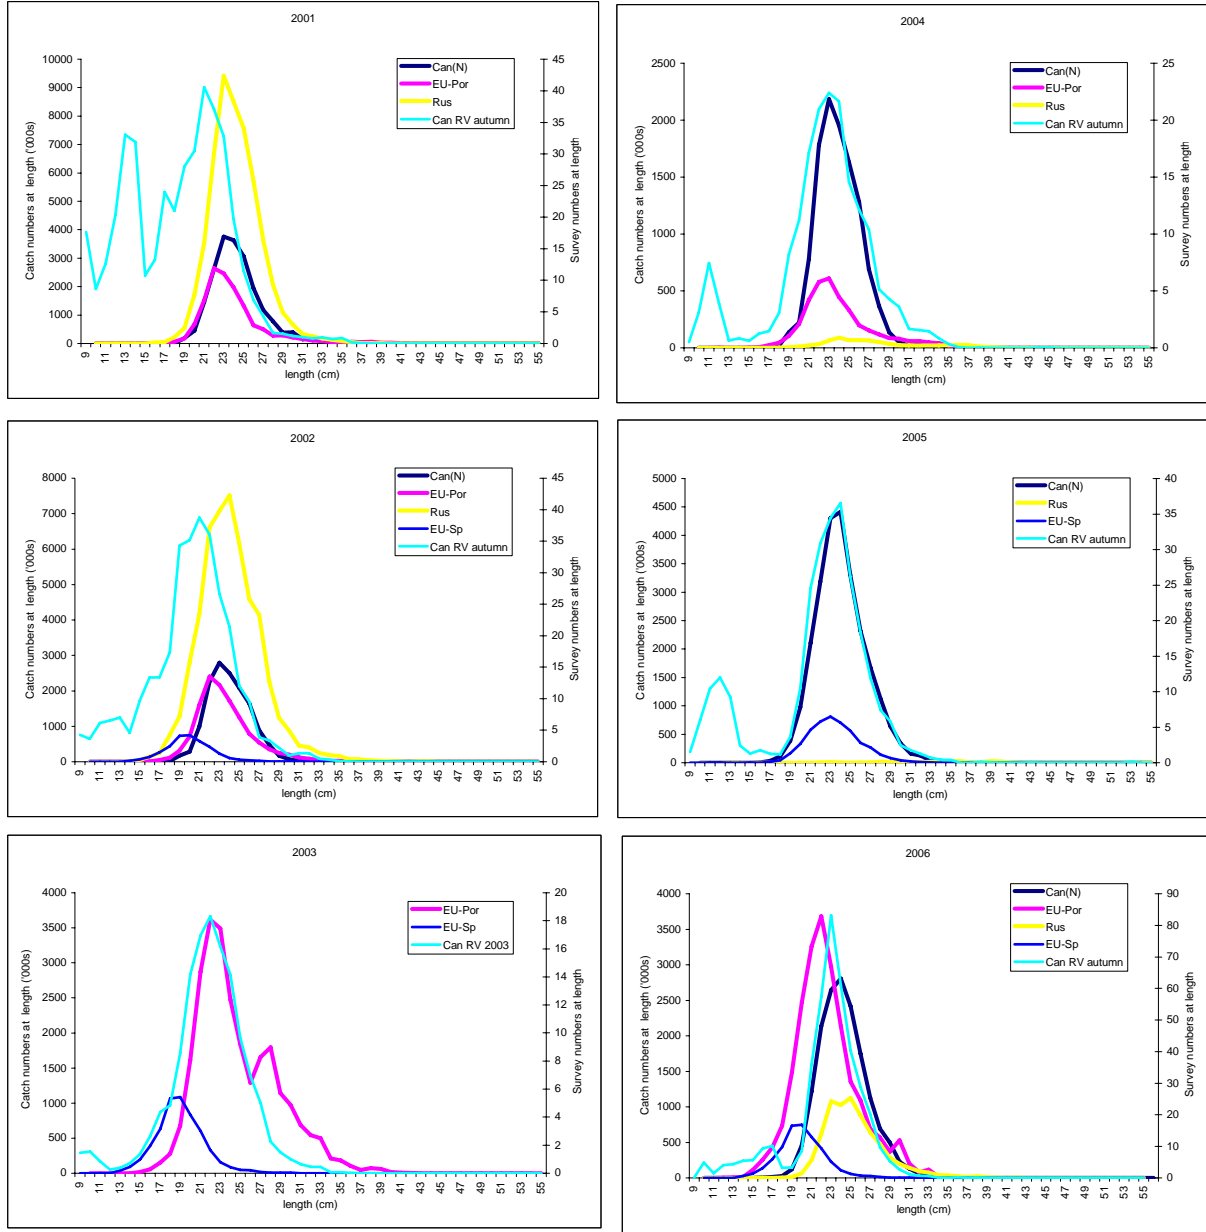 2001
Catch numbers at length ('000s)
10000
9000
8000
7000
6000
5000
4000
3000
2000
1000
0
45
40
35
30
25
20
15
10
5
0
Survey numbers at length
Can(N)
EU-Por
Rus
Can RV autumn
9 11 13 15 17 19 21 23 25 27 29 31 33 35 37 39 41 43 45 47 49 51 53 55
length (cm)
2004
Catch numbers at length ('000s)
2500
2000
1500
1000
500
0
25
20
15
10
5
0
Survey numbers at length
Can(N)
EU-Por
Rus
Can RV autumn
9 11 13 15 17 19 21 23 25 27 29 31 33 35 37 39 41 43 45 47 49 51 53 55
length (cm)
2002
Catch numbers at length ('000s)
8000
7000
6000
5000
4000
3000
2000
1000
0
45
40
35
30
25
20
15
10
5
0
Survey numbers at length
Can(N)
EU-Por
Rus
EU-Sp
Can RV autumn
9 11 13 15 17 19 21 23 25 27 29 31 33 35 37 39 41 43 45 47 49 51 53 55
length (cm)
2005
Catch numbers at length ('000s)
5000
4500
4000
3500
3000
2500
2000
1500
1000
500
0
40
35
30
25
20
15
10
5
0
Survey numbers at length
Can(N)
Rus
EU-Sp
Can RV autumn
9 11 13 15 17 19 21 23 25 27 29 31 33 35 37 39 41 43 45 47 49 51 53 55
length (cm)
2003
Catch numbers at length ('000s)
4000
3500
3000
2500
2000
1500
1000
500
0
20
18
16
14
12
10
8
6
4
2
0
Survey numbers at length
EU-Por
EU-Sp
Can RV 2003
9 11 13 15 17 19 21 23 25 27 29 31 33 35 37 39 41 43 45 47 49 51 53 55
length (cm)
2006
Catch numbers at length ('000s)
4000
3500
3000
2500
2000
1500
1000
500
0
90
80
70
60
50
40
30
20
10
0
Survey numbers at length
Can(N)
EU-Por
Rus
EU-Sp
Can RV autumn
9 11 13 15 17 19 21 23 25 27 29 31 33 35 37 39 41 43 45 47 49 51 53 55
length (cm)